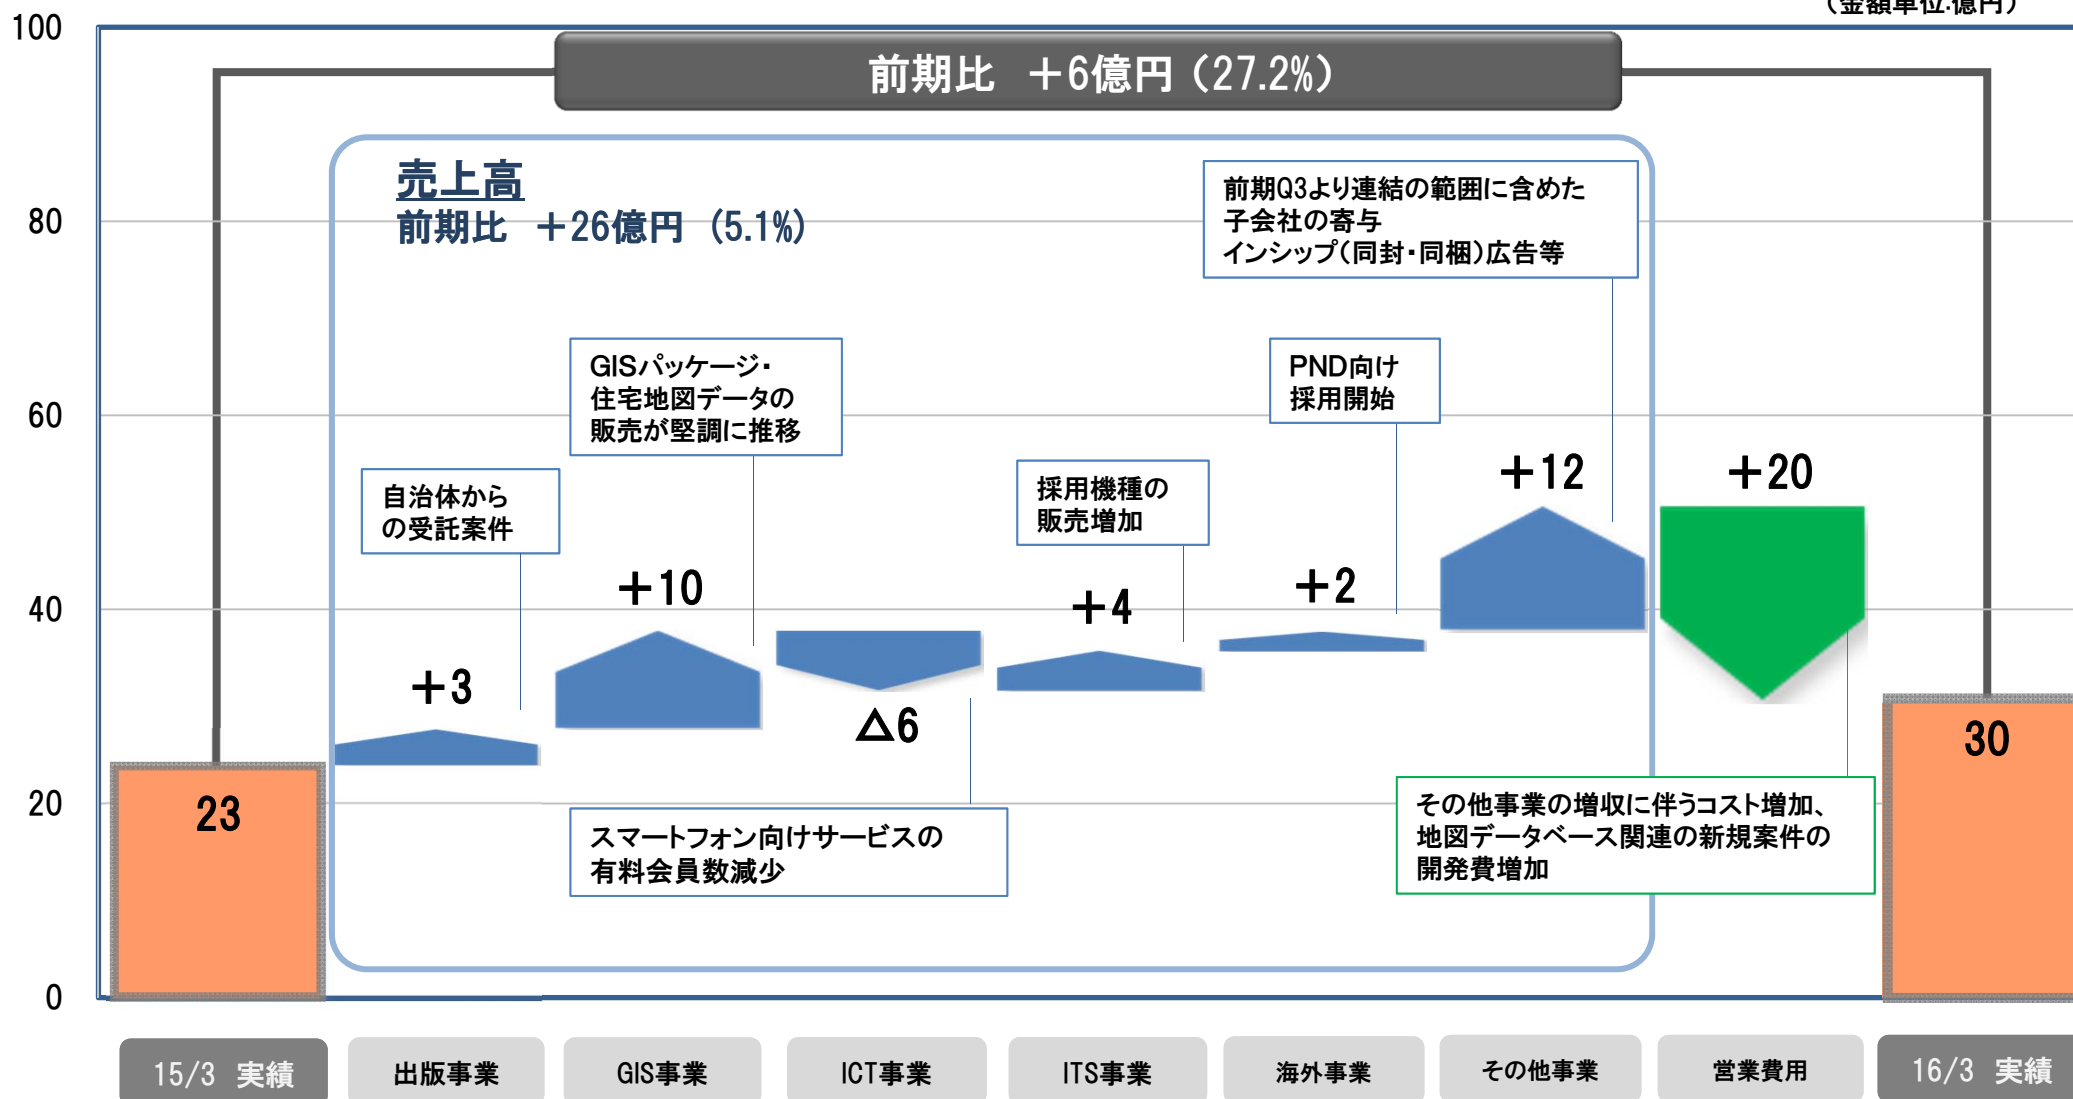 （金額単位:億円）
100
80
60
40
20
0
前期比　＋6億円（27.2%）
売上高
前期比　＋26億円（5.1%）
前期Q3より連結の範囲に含めた
子会社の寄与
インシップ（同封・同梱）広告等
GISパッケージ・
住宅地図データの
販売が堅調に推移
PND向け
採用開始
自治体から
の受託案件
採用機種の
販売増加
23
＋3
＋10
△6
＋4
＋2
＋12
＋20
30
スマートフォン向けサービスの
有料会員数減少
その他事業の増収に伴うコスト増加、
地図データベース関連の新規案件の
開発費増加
15/3　実績
出版事業
GIS事業
ICT事業
ITS事業
海外事業
その他事業
営業費用
16/3　実績